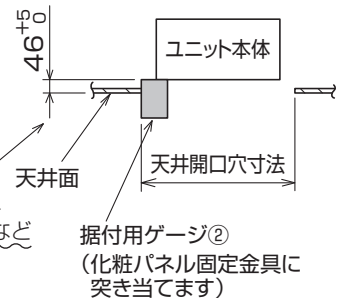 46 +5 0
ユニット本体
天井面
天井開口穴寸法
など
据付用ゲージ②
(化粧パネル固定金具に
突き当てます)